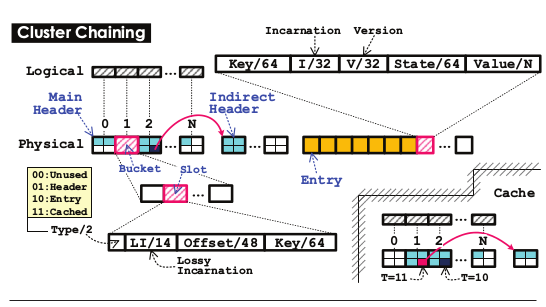 Cluster Chaining
Incarnation Version
Key/64 I/32 V/32 State/64 Value/N
Logical ...
Main Header
Indirect Header
0 1 2 N
Physical ... ... ...
Bucket Slot
Entry
00:Unused
01:Header
10:Entry
11:Cached
...
Type/2
LI/14 Offset/48 Key/64
Lossy Incarnation
Cache
...
0 1 2 N
...
T=11 T=10